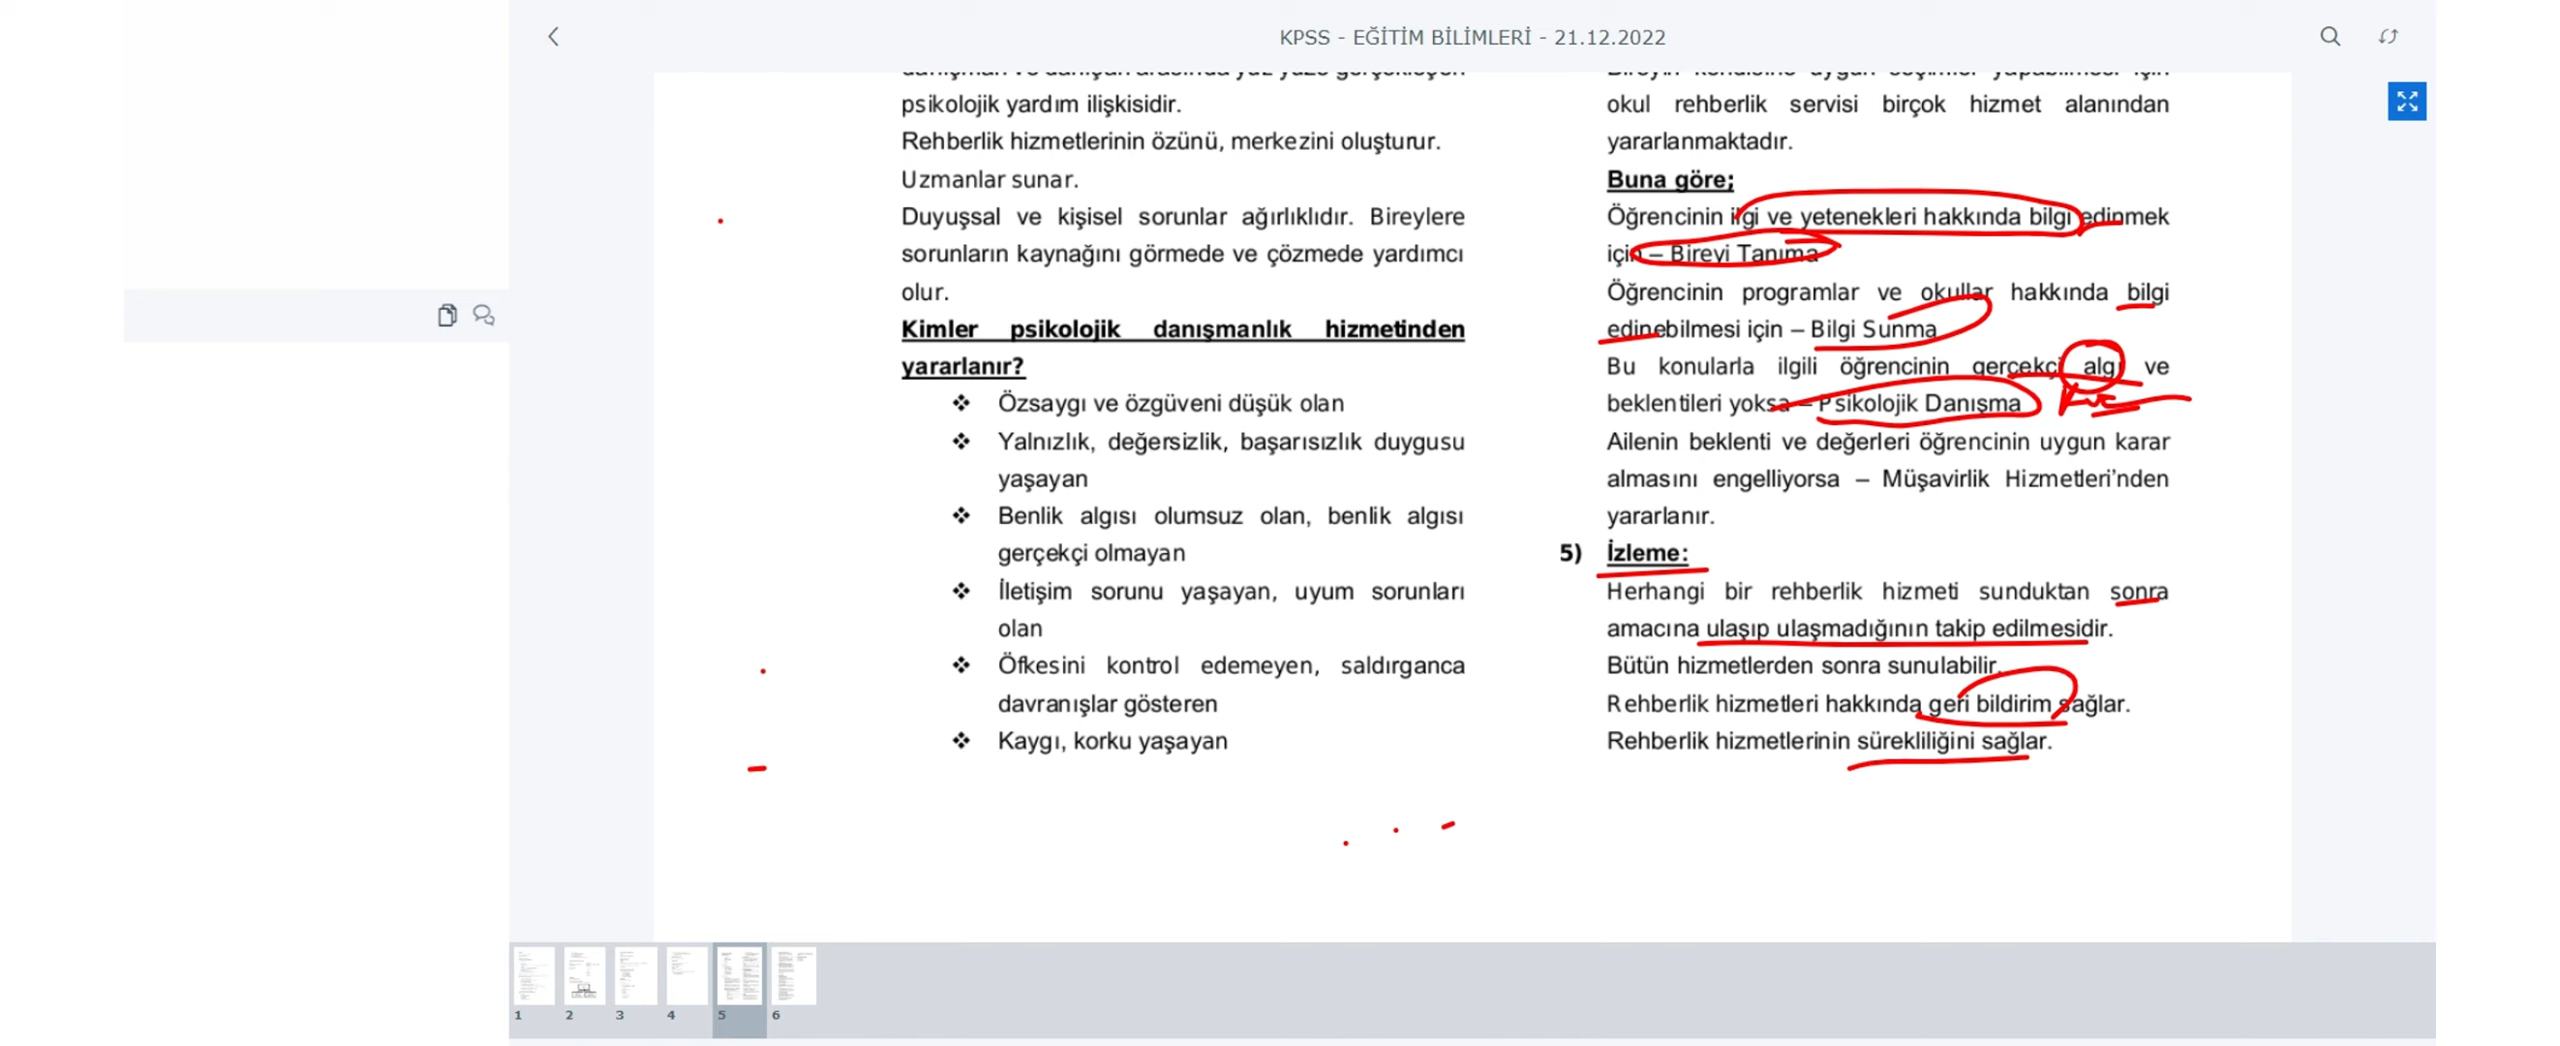 KPSS - EĞİTİM BİLİMLERİ - 21.12.2022
psikolojik yardım ilişkisidir.
Rehberlik hizmetlerinin özünü, merkezini oluşturur.
Uzmanlar sunar.
Duyuşsal ve kişisel sorunlar ağırlıklıdır. Bireylere
sorunların kaynağını görmede ve çözmede yardımcı
olur.
Kimler psikolojik danışmanlık hizmetinden
yararlanır?
❖ Özsaygı ve özgüveni düşük olan
❖ Yalnızlık, değersizlik, başarısızlık duygusu
yaşayan
❖ Benlik algısı olumsuz olan, benlik algısı
gerçekçi olmayan
❖ İletişim sorunu yaşayan, uyum sorunları
olan
❖ Öfkesini kontrol edemeyen, saldırganca
davranışlar gösteren
❖ Kaygı, korku yaşayan
okul rehberlik servisi birçok hizmet alanından
yararlanmaktadır.
Buna göre;
Öğrencinin ilgi ve yetenekleri hakkında bilgi edinmek
için – Bireyi Tanıma
Öğrencinin programlar ve okullar hakkında bilgi
edinebilmesi için – Bilgi Sunma
Bu konularla ilgili öğrencinin gerçekçi algı ve
beklentileri yoksa – Psikolojik Danışma
Ailenin beklenti ve değerleri öğrencinin uygun karar
almasını engelliyorsa – Müşavirlik Hizmetleri'nden
yararlanır.
5) İzleme:
Herhangi bir rehberlik hizmeti sunduktan sonra
amacına ulaşıp ulaşmadığının takip edilmesidir.
Bütün hizmetlerden sonra sunulabilir.
Rehberlik hizmetleri hakkında geri bildirim sağlar.
Rehberlik hizmetlerinin sürekliliğini sağlar.
1 2 3 4 5 6